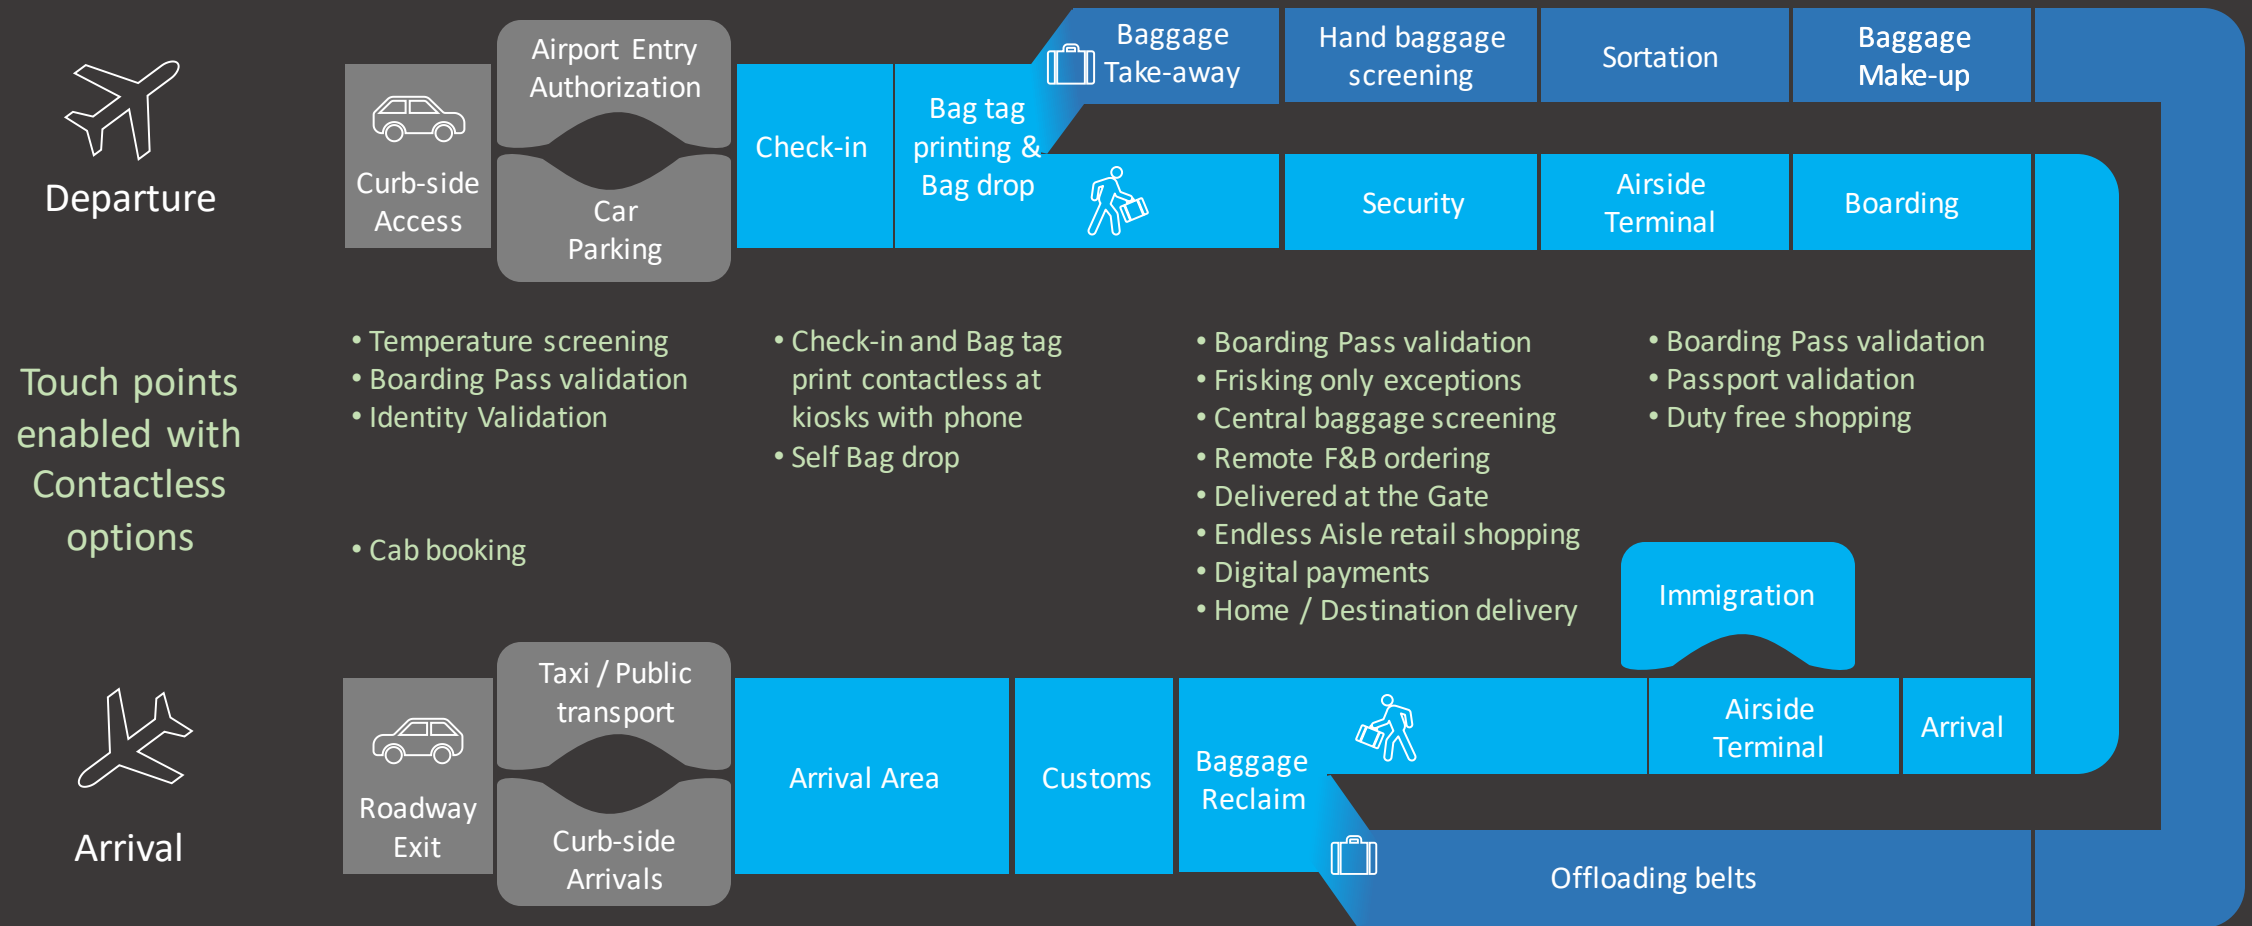 Departure
Curb-side
Access
Airport Entry
Authorization
Car
Parking
Check-in
Bag tag
printing &
Bag drop
Baggage
Take-away
Hand baggage
screening
Sortation
Baggage
Make-up
Security
Airside
Terminal
Boarding
Touch points
enabled with
Contactless
options
• Temperature screening
• Boarding Pass validation
• Identity Validation
• Cab booking
• Check-in and Bag tag
print contactless at
kiosks with phone
• Self Bag drop
• Boarding Pass validation
• Frisking only exceptions
• Central baggage screening
• Remote F&B ordering
• Delivered at the Gate
• Endless Aisle retail shopping
• Digital payments
• Home / Destination delivery
• Boarding Pass validation
• Passport validation
• Duty free shopping
Arrival
Roadway
Exit
Taxi / Public
transport
Curb-side
Arrivals
Arrival Area
Customs
Baggage
Reclaim
Immigration
Airside
Terminal
Arrival
Offloading belts